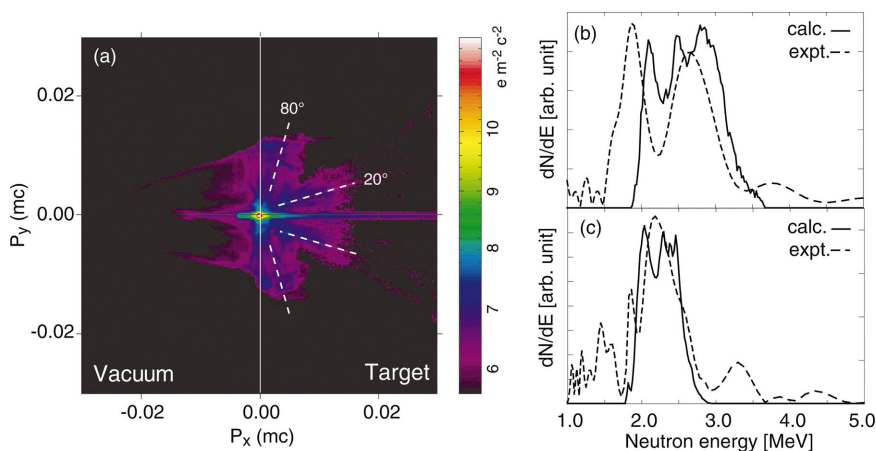 (a)
80°
20°
0.02
0.00
-0.02
P_y (mc)
Vacuum
Target
-0.02
0.00
0.02
P_x (mc)
10
9
8
7
6
e m⁻² c⁻²
(b)
calc.
expt.
dN/dE [arb. unit]
(c)
calc.
expt.
dN/dE [arb. unit]
1.0 2.0 3.0 4.0 5.0
Neutron energy [MeV]